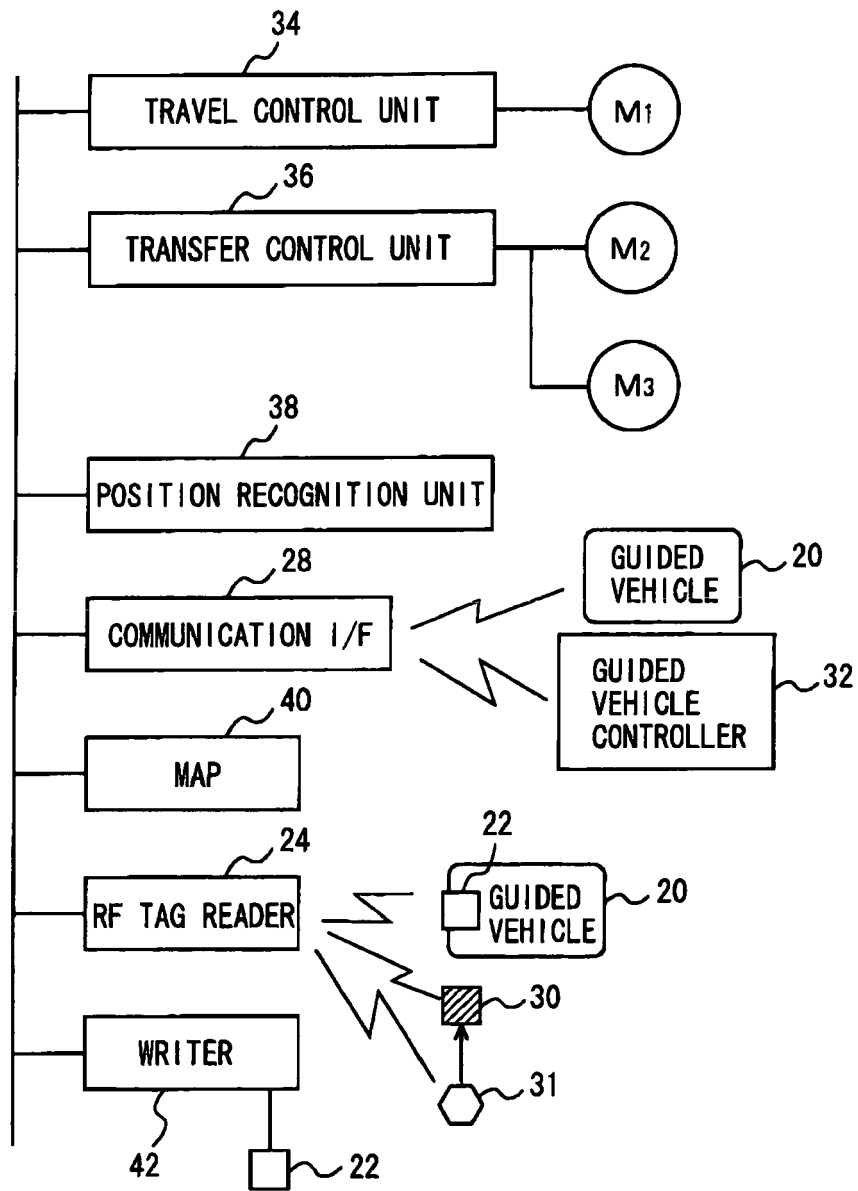 34
TRAVEL CONTROL UNIT
M1
36
TRANSFER CONTROL UNIT
M2
M3
38
POSITION RECOGNITION UNIT
28
COMMUNICATION I/F
GUIDED
VEHICLE
20
GUIDED
VEHICLE
CONTROLLER
32
40
MAP
24
RF TAG READER
22
GUIDED
VEHICLE
20
30
WRITER
31
42
22